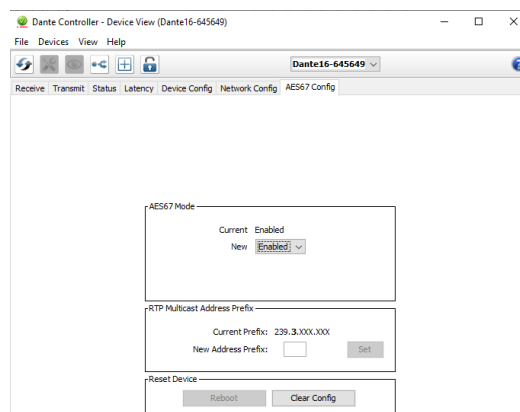 Dante Controller - Device View (Dante16-645649)
File Devices View Help
Dante16-645649
Receive Transmit Status Latency Device Config Network Config AES67 Config
AES67 Mode
Current Enabled
New Enabled
RTP Multicast Address Prefix
Current Prefix: 239.3.XXX.XXX
New Address Prefix: Set
Reset Device
Reboot Clear Config